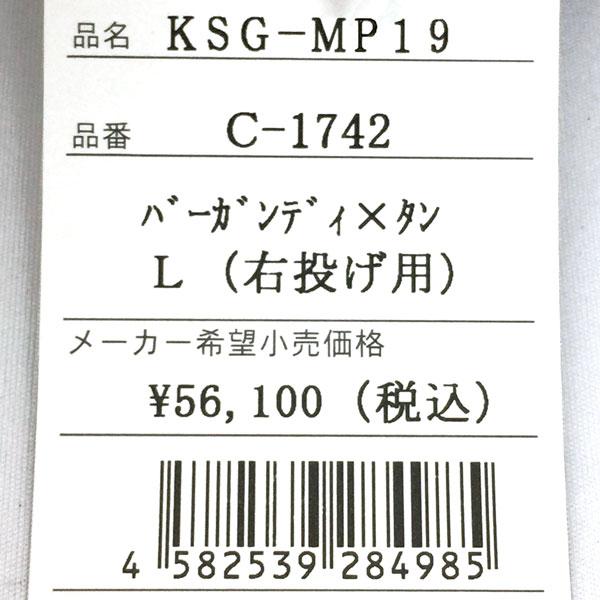 品名 KSG-MP19
品番 C-1742
ﾊﾞｰｶﾞﾝﾃﾞｨ×ﾀﾝ
L (右投げ用)
メーカー希望小売価格
¥56,100 (税込)
4 582539 284985